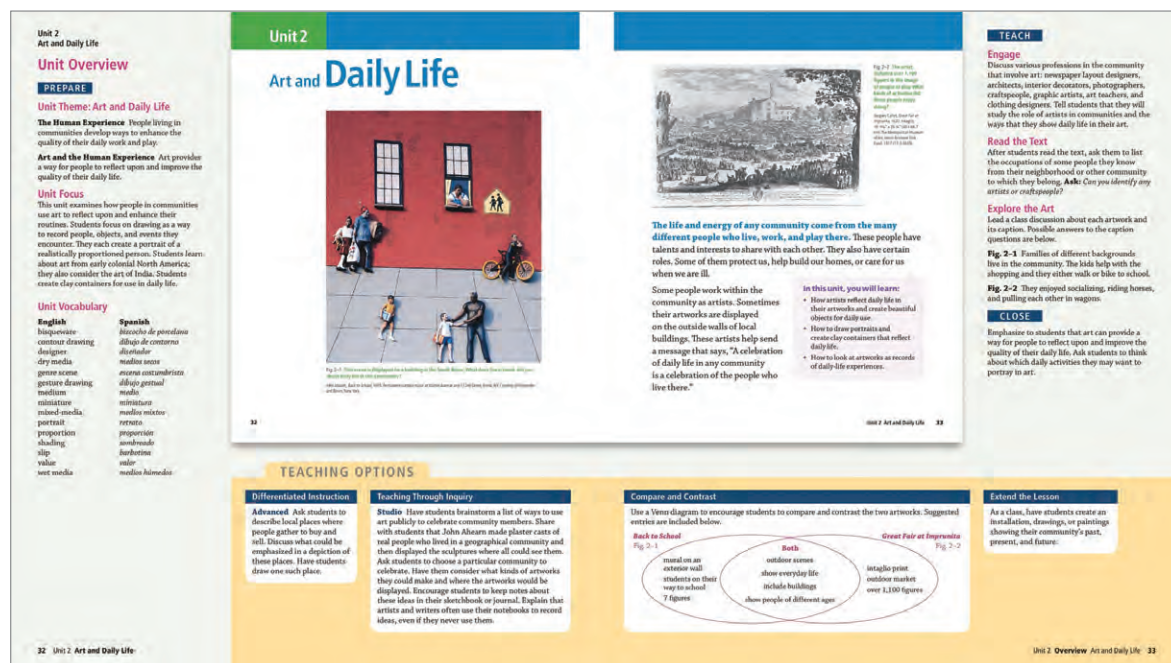 Unit 2
Art and Daily Life
Unit Overview
PREPARE
Unit Theme: Art and Daily Life
The Human Experience People living in
communities develop ways to enhance the
quality of their daily work and play.
Art and the Human Experience Art provides
a way for people to reflect upon and improve the
quality of their daily life.
Unit Focus
This unit examines how people in communities
use art to reflect upon and enhance their
routines. Students focus on drawing as a way
to record people, objects, and events they
encounter. They each create a portrait of a
realistically proportioned person. Students learn
about art from early colonial North America;
they also consider the art of India. Students
create clay containers for use in daily life.
Unit Vocabulary
English Spanish
bisqueware bizcocho de porcelana
contour drawing dibujo de contorno
designer diseñador
dry media medios secos
genre scene escena costumbrista
gesture drawing dibujo gestual
medium medio
miniature miniatura
mixed-media medios mixtos
portrait retrato
proportion proporción
shading sombreado
slip barbotina
value valor
wet media medios húmedos
Unit 2
Art and Daily Life
32
The life and energy of any community come from the many
different people who live, work, and play there. These people have
talents and interests to share with each other. They also have certain
roles. Some of them protect us, help build our homes, or care for us
when we are ill.
Some people work within the
community as artists. Sometimes
their artworks are displayed
on the outside walls of local
buildings. These artists help send
a message that says, "A celebration
of daily life in any community
is a celebration of the people who
live there."
In this unit, you will learn:
• How artists reflect daily life in
their artworks and create beautiful
objects for daily use.
• How to draw portraits and
create clay containers that reflect
daily life.
• How to look at artworks as records
of daily-life experiences.
Unit 2 Art and Daily Life 33
TEACH
Engage
Discuss various professions in the community
that involve art: newspaper layout designers,
architects, interior decorators, photographers,
craftspeople, graphic artists, art teachers, and
clothing designers. Tell students that they will
study the role of artists in communities and the
ways that they show daily life in their art.
Read the Text
After students read the text, ask them to list
the occupations of some people they know
from their neighborhood or other community
to which they belong. Ask: Can you identify any
artists or craftspeople?
Explore the Art
Lead a class discussion about each artwork and
its caption. Possible answers to the caption
questions are below.
Fig. 2–1 Families of different backgrounds
live in the community. The kids help with the
shopping and they either walk or bike to school.
Fig. 2–2 They enjoyed socializing, riding horses,
and pulling each other in wagons.
CLOSE
Emphasize to students that art can provide a
way for people to reflect upon and improve the
quality of their daily life. Ask students to think
about which daily activities they may want to
portray in art.
TEACHING OPTIONS
Differentiated Instruction
Advanced Ask students to
describe local places where
people gather to buy and
sell. Discuss what could be
emphasized in a depiction of
these places. Have students
draw one such place.
Teaching Through Inquiry
Studio Have students brainstorm a list of ways to use
art publicly to celebrate community members. Share
with students that John Ahearn made plaster casts of
real people who lived in a geographical community and
then displayed the sculptures where all could see them.
Ask students to choose a particular community to
celebrate. Have them consider what kinds of artworks
they could make and where the artworks would be
displayed. Encourage students to keep notes about
these ideas in their sketchbook or journal. Explain that
artists and writers often use their notebooks to record
ideas, even if they never use them.
Compare and Contrast
Use a Venn diagram to encourage students to compare and contrast the two artworks. Suggested
entries are included below.
Back to School
Fig. 2–1
mural on an
exterior wall
students on their
way to school
7 figures
Both
outdoor scenes
show everyday life
include buildings
show people of different ages
Great Fair at Impruneta
Fig. 2–2
intaglio print
outdoor market
over 1,100 figures
Extend the Lesson
As a class, have students create an
installation, drawings, or paintings
showing their community's past,
present, and future.
32 Unit 2 Art and Daily Life
Unit 2 Overview Art and Daily Life 33